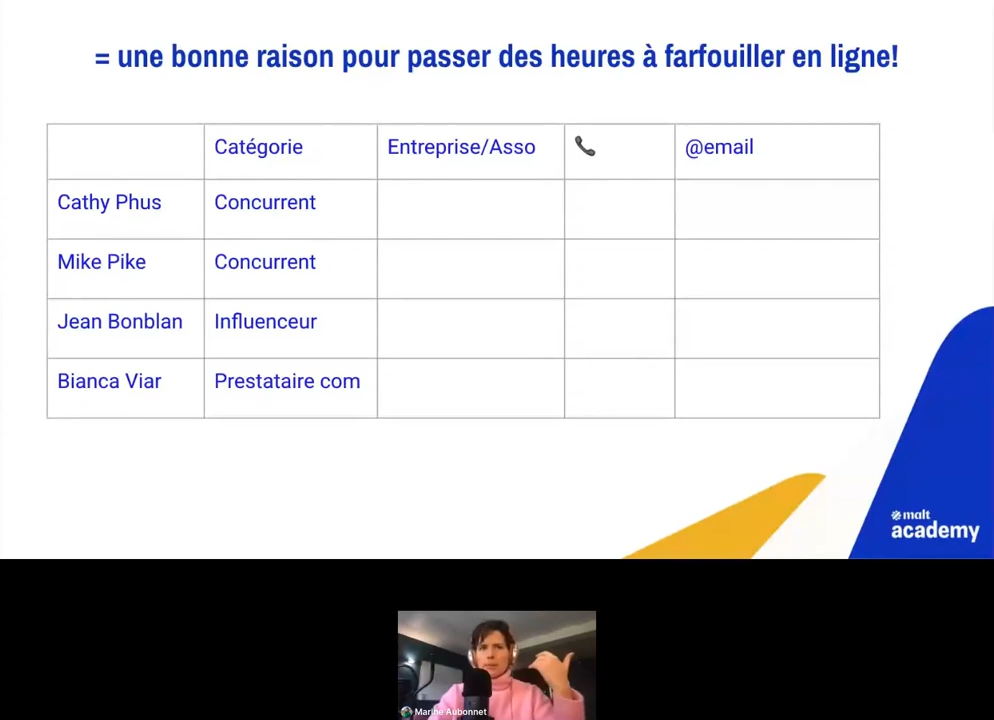 = une bonne raison pour passer des heures à farfouiller en ligne!
Catégorie Entreprise/Asso @email
Cathy Phus Concurrent
Mike Pike Concurrent
Jean Bonblan Influenceur
Bianca Viar Prestataire com
malt
academy
Marine Aubonnet